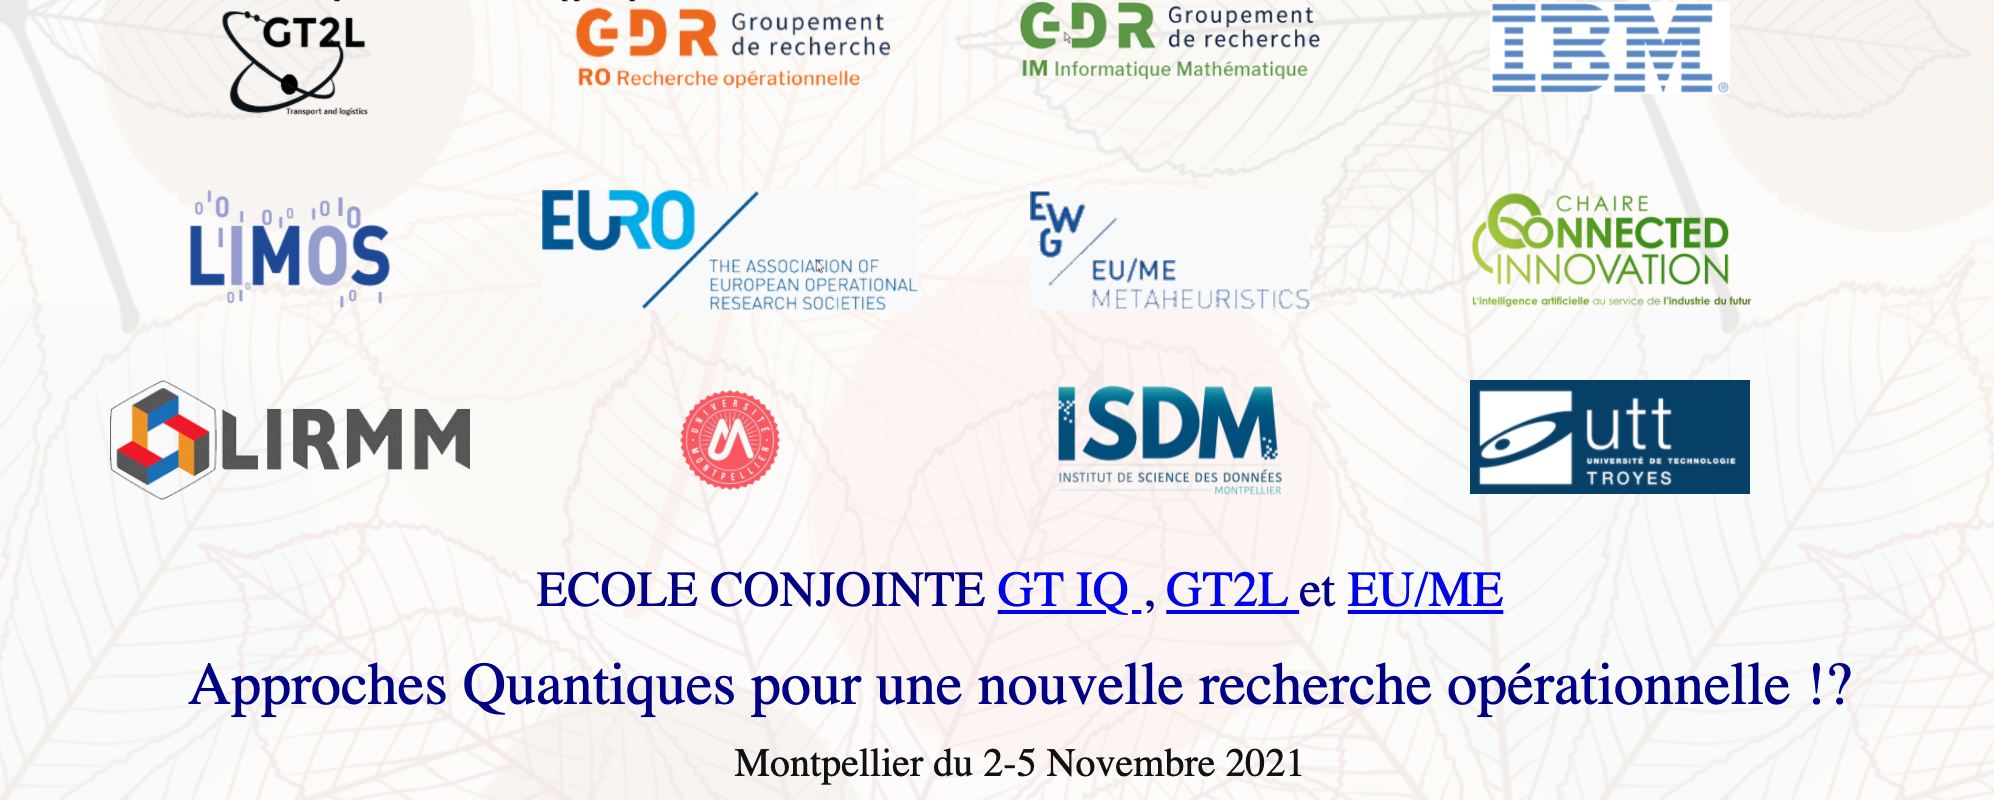 GT2L
Transport and logistics
GDR Groupement de recherche
RO Recherche opérationnelle
GDR Groupement de recherche
IM Informatique Mathématique
IBM®
LIMOS
EURO
THE ASSOCIATION OF
EUROPEAN OPERATIONAL
RESEARCH SOCIETIES
EWG
EU/ME
METAHEURISTICS
CHAIRE
CONNECTED
INNOVATION
L'intelligence artificielle au service de l'industrie du futur
LIRMM
UNIVERSITÉ
MONTPELLIER
ISDM
INSTITUT DE SCIENCE DES DONNÉES
MONTPELLIER
utt
UNIVERSITÉ DE TECHNOLOGIE
TROYES
ECOLE CONJOINTE GT IQ , GT2L et EU/ME
Approches Quantiques pour une nouvelle recherche opérationnelle !?
Montpellier du 2-5 Novembre 2021